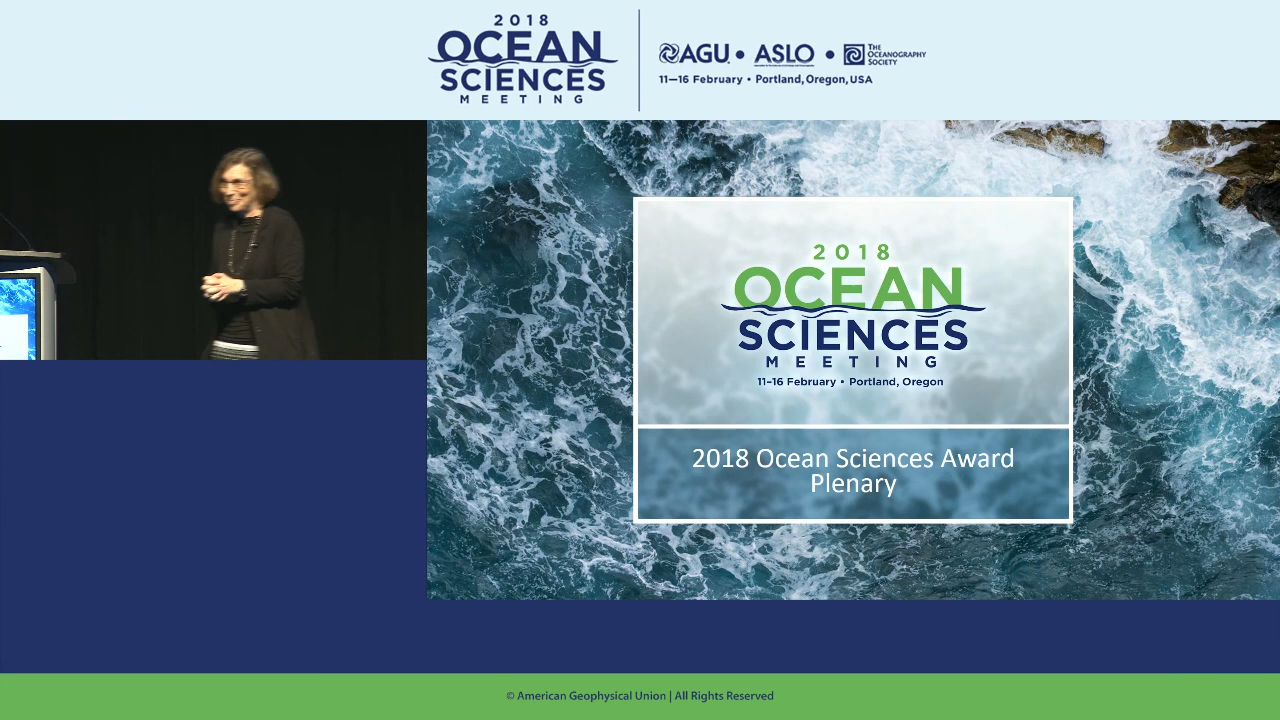 2018
OCEAN
SCIENCES
MEETING
AGU • ASLO • THE OCEANOGRAPHY SOCIETY
11—16 February • Portland, Oregon, USA
2018
OCEAN
SCIENCES
MEETING
11–16 February • Portland, Oregon
2018 Ocean Sciences Award
Plenary
© American Geophysical Union | All Rights Reserved